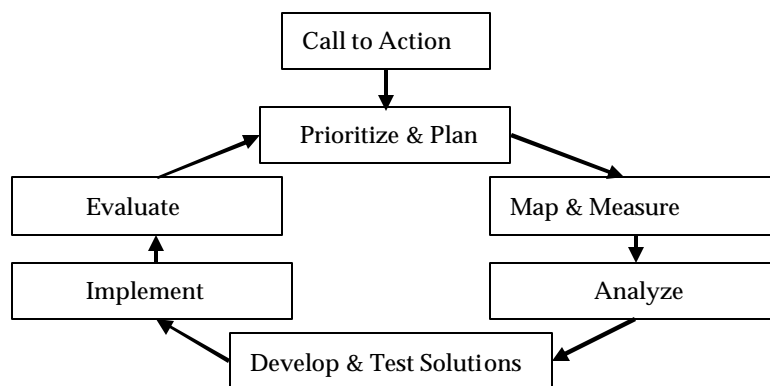 Call to Action
Prioritize & Plan
Evaluate
Map & Measure
Implement
Analyze
Develop & Test Solutions